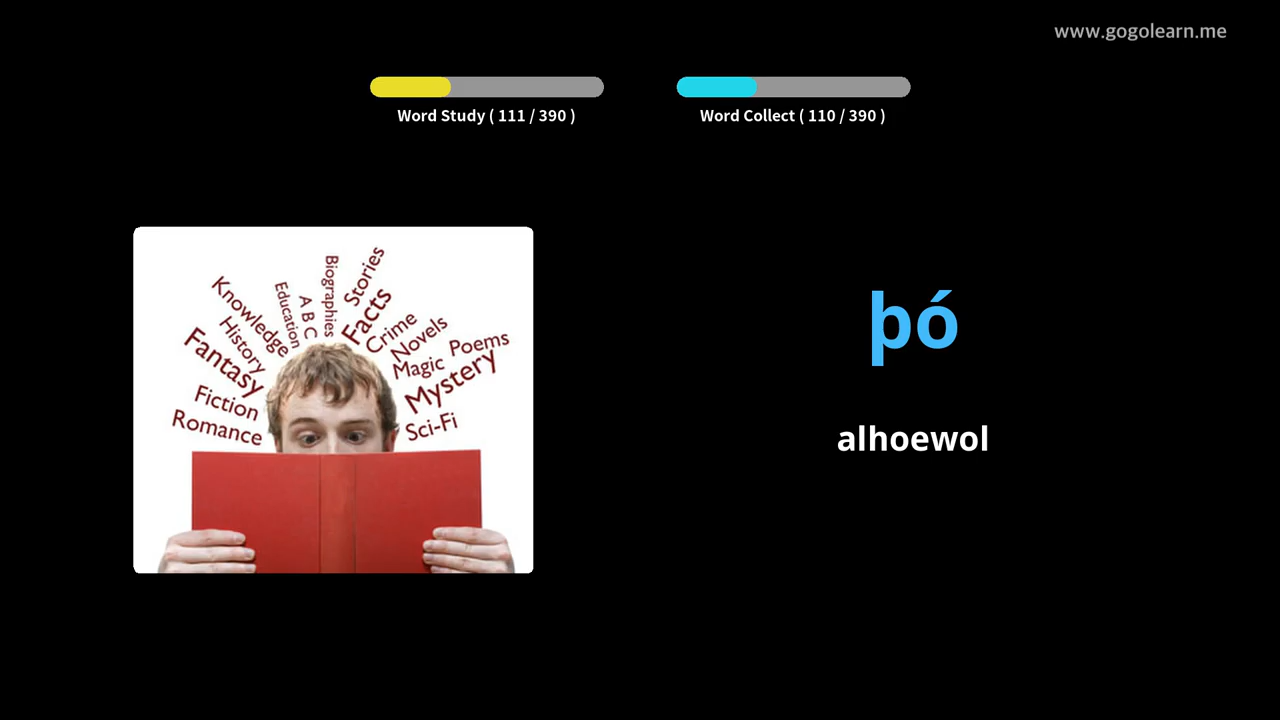 www.gogolearn.me
Word Study ( 111 / 390 )
Word Collect ( 110 / 390 )
Biographies
Stories
Education
A B C
Facts
Knowledge
Crime
History
Novels
Fantasy
Magic
Poems
Mystery
Fiction
Romance
Sci-Fi
þó
alhoewol